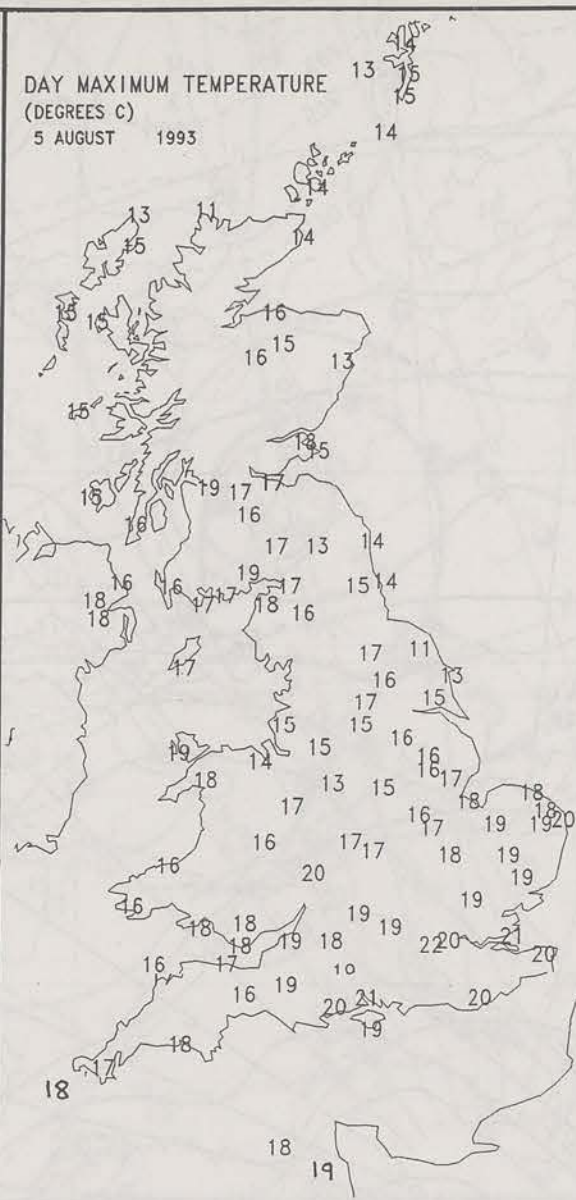 DAY MAXIMUM TEMPERATURE
(DEGREES C)
5 AUGUST 1993
14
13 15
15
14
14
13 11
15 14
15 15 16
16 15 13
15
18
15
15 19 17 17
16 16
17 13 14
16 16 19 17 15 14
18 17 17 18 16
18
17 17 11
16 13
17 15
15 15
19 14 15 16
18 13 15 16
16 17
17 18 18
18
16 17 19 19 20
16 17 17 18 19
16 20 19
16 19
18 18 19 19
18 19 18 22 20 21
16 17 20
16 19 20 21 20
19
18
17
18
18
19